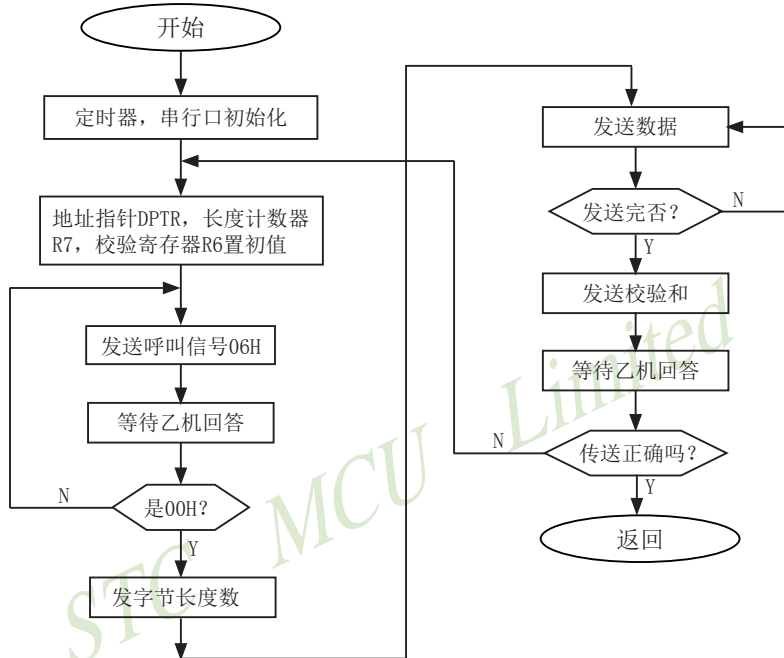 开始
定时器，串行口初始化
地址指针DPTR，长度计数器
R7，校验寄存器R6置初值
发送呼叫信号06H
等待乙机回答
N
是00H？
Y
发字节长度数
发送数据
N
发送完否？
Y
发送校验和
等待乙机回答
N
传送正确吗？
Y
返回
STC MCU Limited